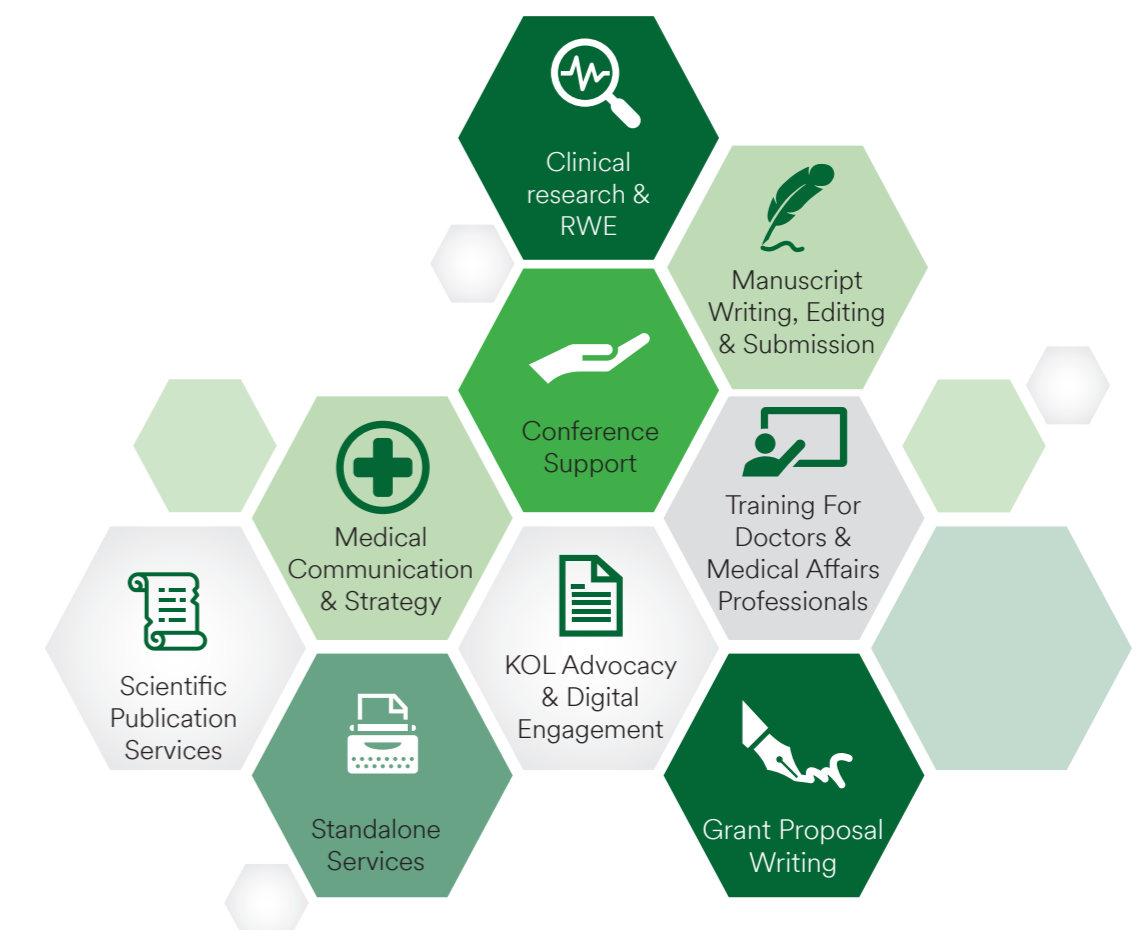 Clinical
research &
RWE
Manuscript
Writing, Editing
& Submission
Conference
Support
Training For
Doctors &
Medical Affairs
Professionals
Medical
Communication
& Strategy
KOL Advocacy
& Digital
Engagement
Scientific
Publication
Services
Standalone
Services
Grant Proposal
Writing